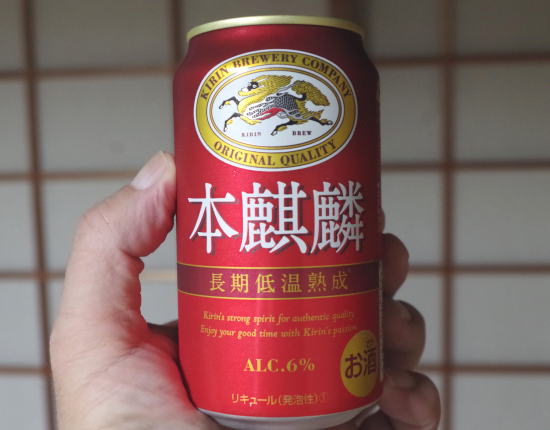 KIRIN BREWERY COMPANY
KIRIN BREW
ORIGINAL QUALITY
本麒麟
長期低温熟成
Kirin's strong spirit for authentic quality.
Enjoy your good time with Kirin's passion.
ALC.6%
お酒
リキュール(発泡性)①